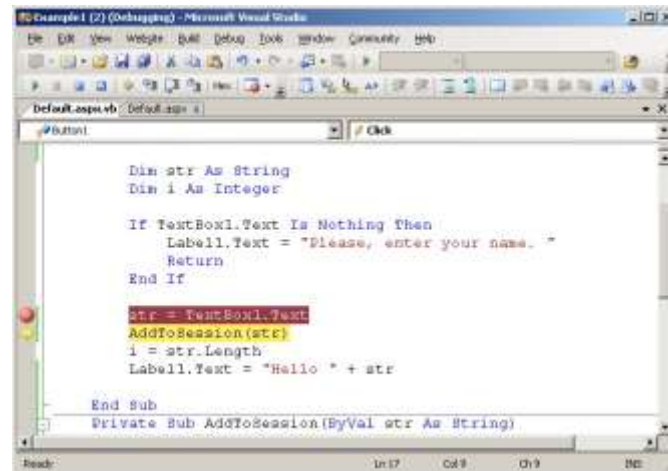 Example1 (2) (Debugging) - Microsoft Visual Studio
File Edit View Website Build Debug Tools Window Community Help
Default.aspx.vb Default.aspx
Button1 Click
Dim str As String
Dim i As Integer
If TextBox1.Text Is Nothing Then
Label1.Text = "Please, enter your name. "
Return
End If
str = TextBox1.Text
AddToSession(str)
i = str.Length
Label1.Text = "Hello " + str
End Sub
Private Sub AddToSession(ByVal str As String)
Ready Ln 17 Col 9 Ch 9 INS